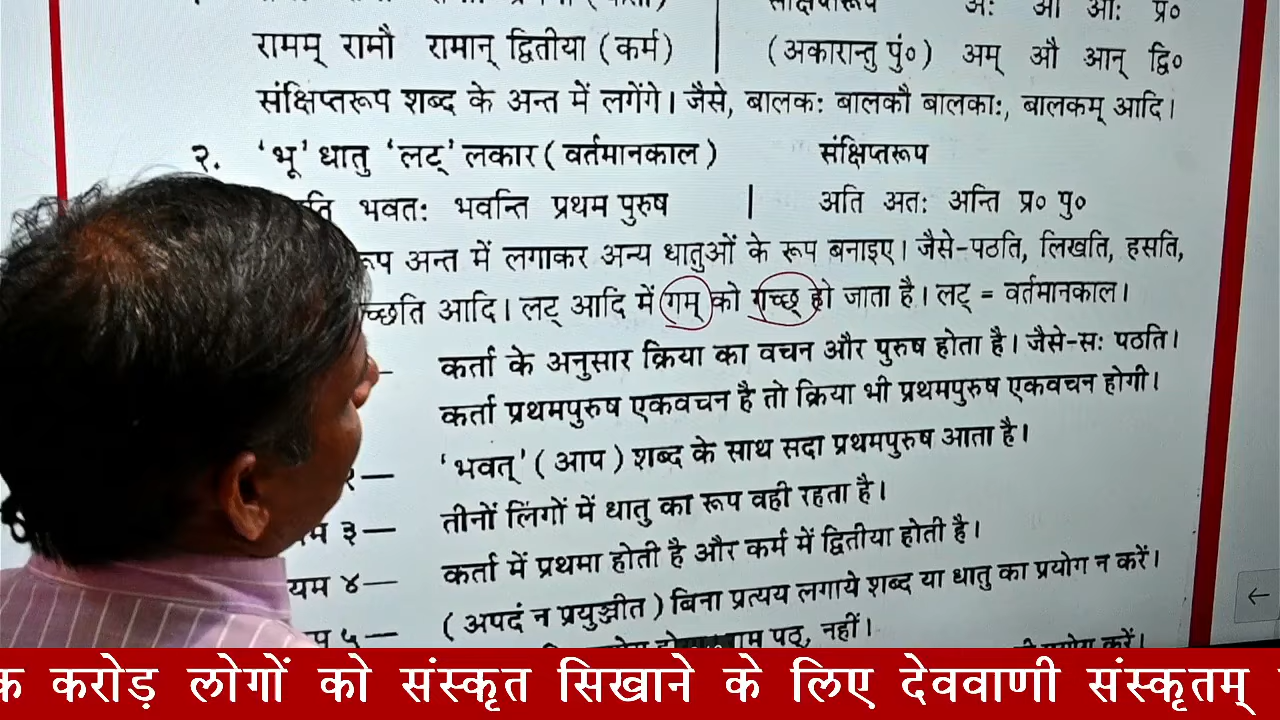 रामम् रामौ रामान् द्वितीया (कर्म) | (अकारान्त पुं०) अम् औ आन् द्वि०
संक्षिप्तरूप शब्द के अन्त में लगेंगे। जैसे, बालकः बालकौ बालकाः, बालकम् आदि।
२. 'भू' धातु 'लट्' लकार (वर्तमानकाल) संक्षिप्तरूप
भवतः भवन्ति प्रथम पुरुष | अति अतः अन्ति प्र० पु०
अन्त में लगाकर अन्य धातुओं के रूप बनाइए। जैसे-पठति, लिखति, हसति,
आदि। लट् आदि में गम् को गच्छ् हो जाता है। लट् = वर्तमानकाल।
कर्ता के अनुसार क्रिया का वचन और पुरुष होता है। जैसे-सः पठति।
कर्ता प्रथमपुरुष एकवचन है तो क्रिया भी प्रथमपुरुष एकवचन होगी।
'भवत्' (आप) शब्द के साथ सदा प्रथमपुरुष आता है।
३— तीनों लिंगों में धातु का रूप वही रहता है।
४— कर्ता में प्रथमा होती है और कर्म में द्वितीया होती है।
५— (अपदं न प्रयुञ्जीत) बिना प्रत्यय लगाये शब्द या धातु का प्रयोग न करें।
पठ्, नहीं।
करोड़ लोगों को संस्कृत सिखाने के लिए देववाणी संस्कृतम्